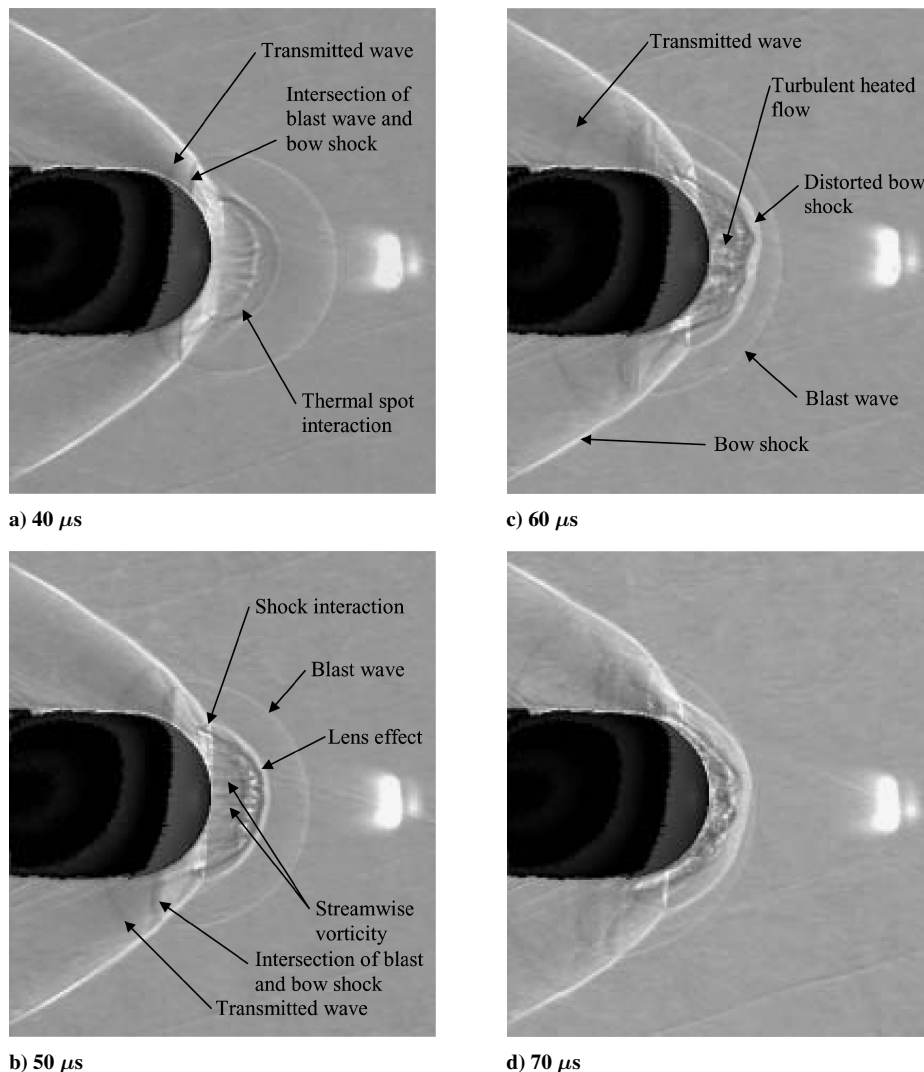 Transmitted wave
Intersection of
blast wave and
bow shock
Thermal spot
interaction
a) 40 μs
Transmitted wave
Turbulent heated
flow
Distorted bow
shock
Blast wave
Bow shock
c) 60 μs
Shock interaction
Blast wave
Lens effect
Streamwise
vorticity
Intersection of blast
and bow shock
Transmitted wave
b) 50 μs
d) 70 μs